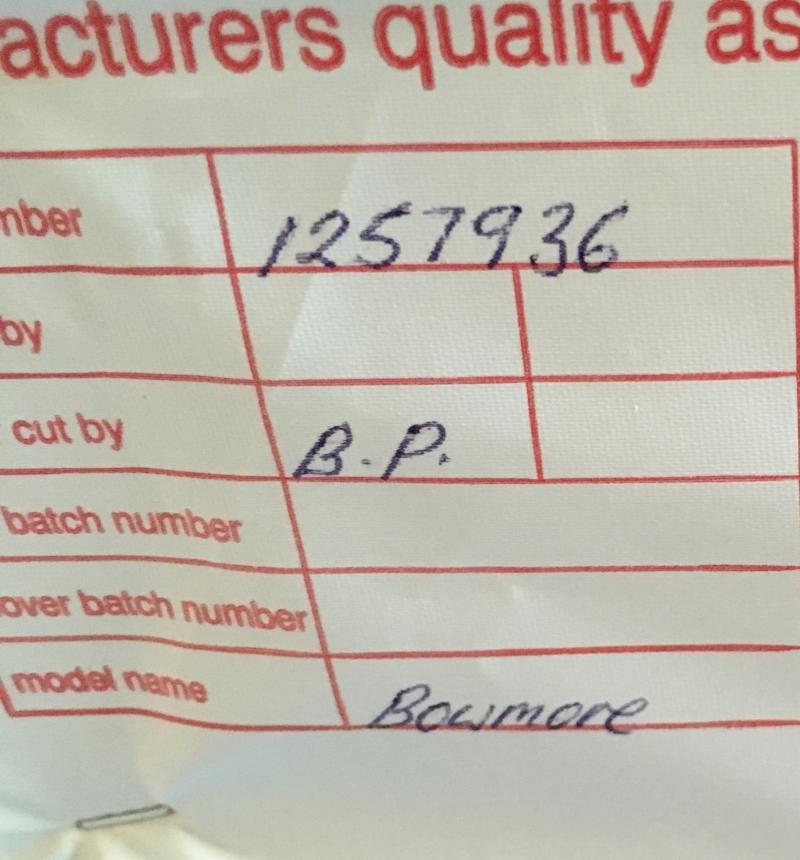 acturers quality as
mber 1257936
by
cut by B.P.
batch number
over batch number
model name Bowmore